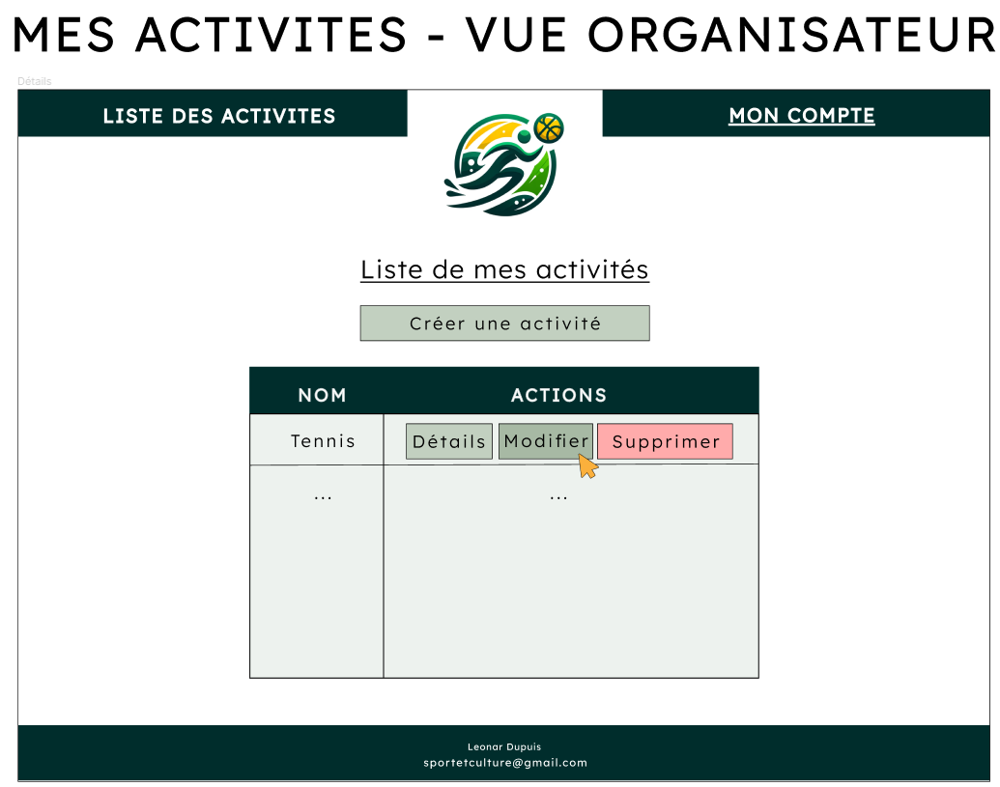 MES ACTIVITES - VUE ORGANISATEUR
Détails
LISTE DES ACTIVITES
MON COMPTE
Liste de mes activités
Créer une activité
NOM
ACTIONS
Tennis
Détails
Modifier
Supprimer
...
...
Leonar Dupuis
sportetculture@gmail.com